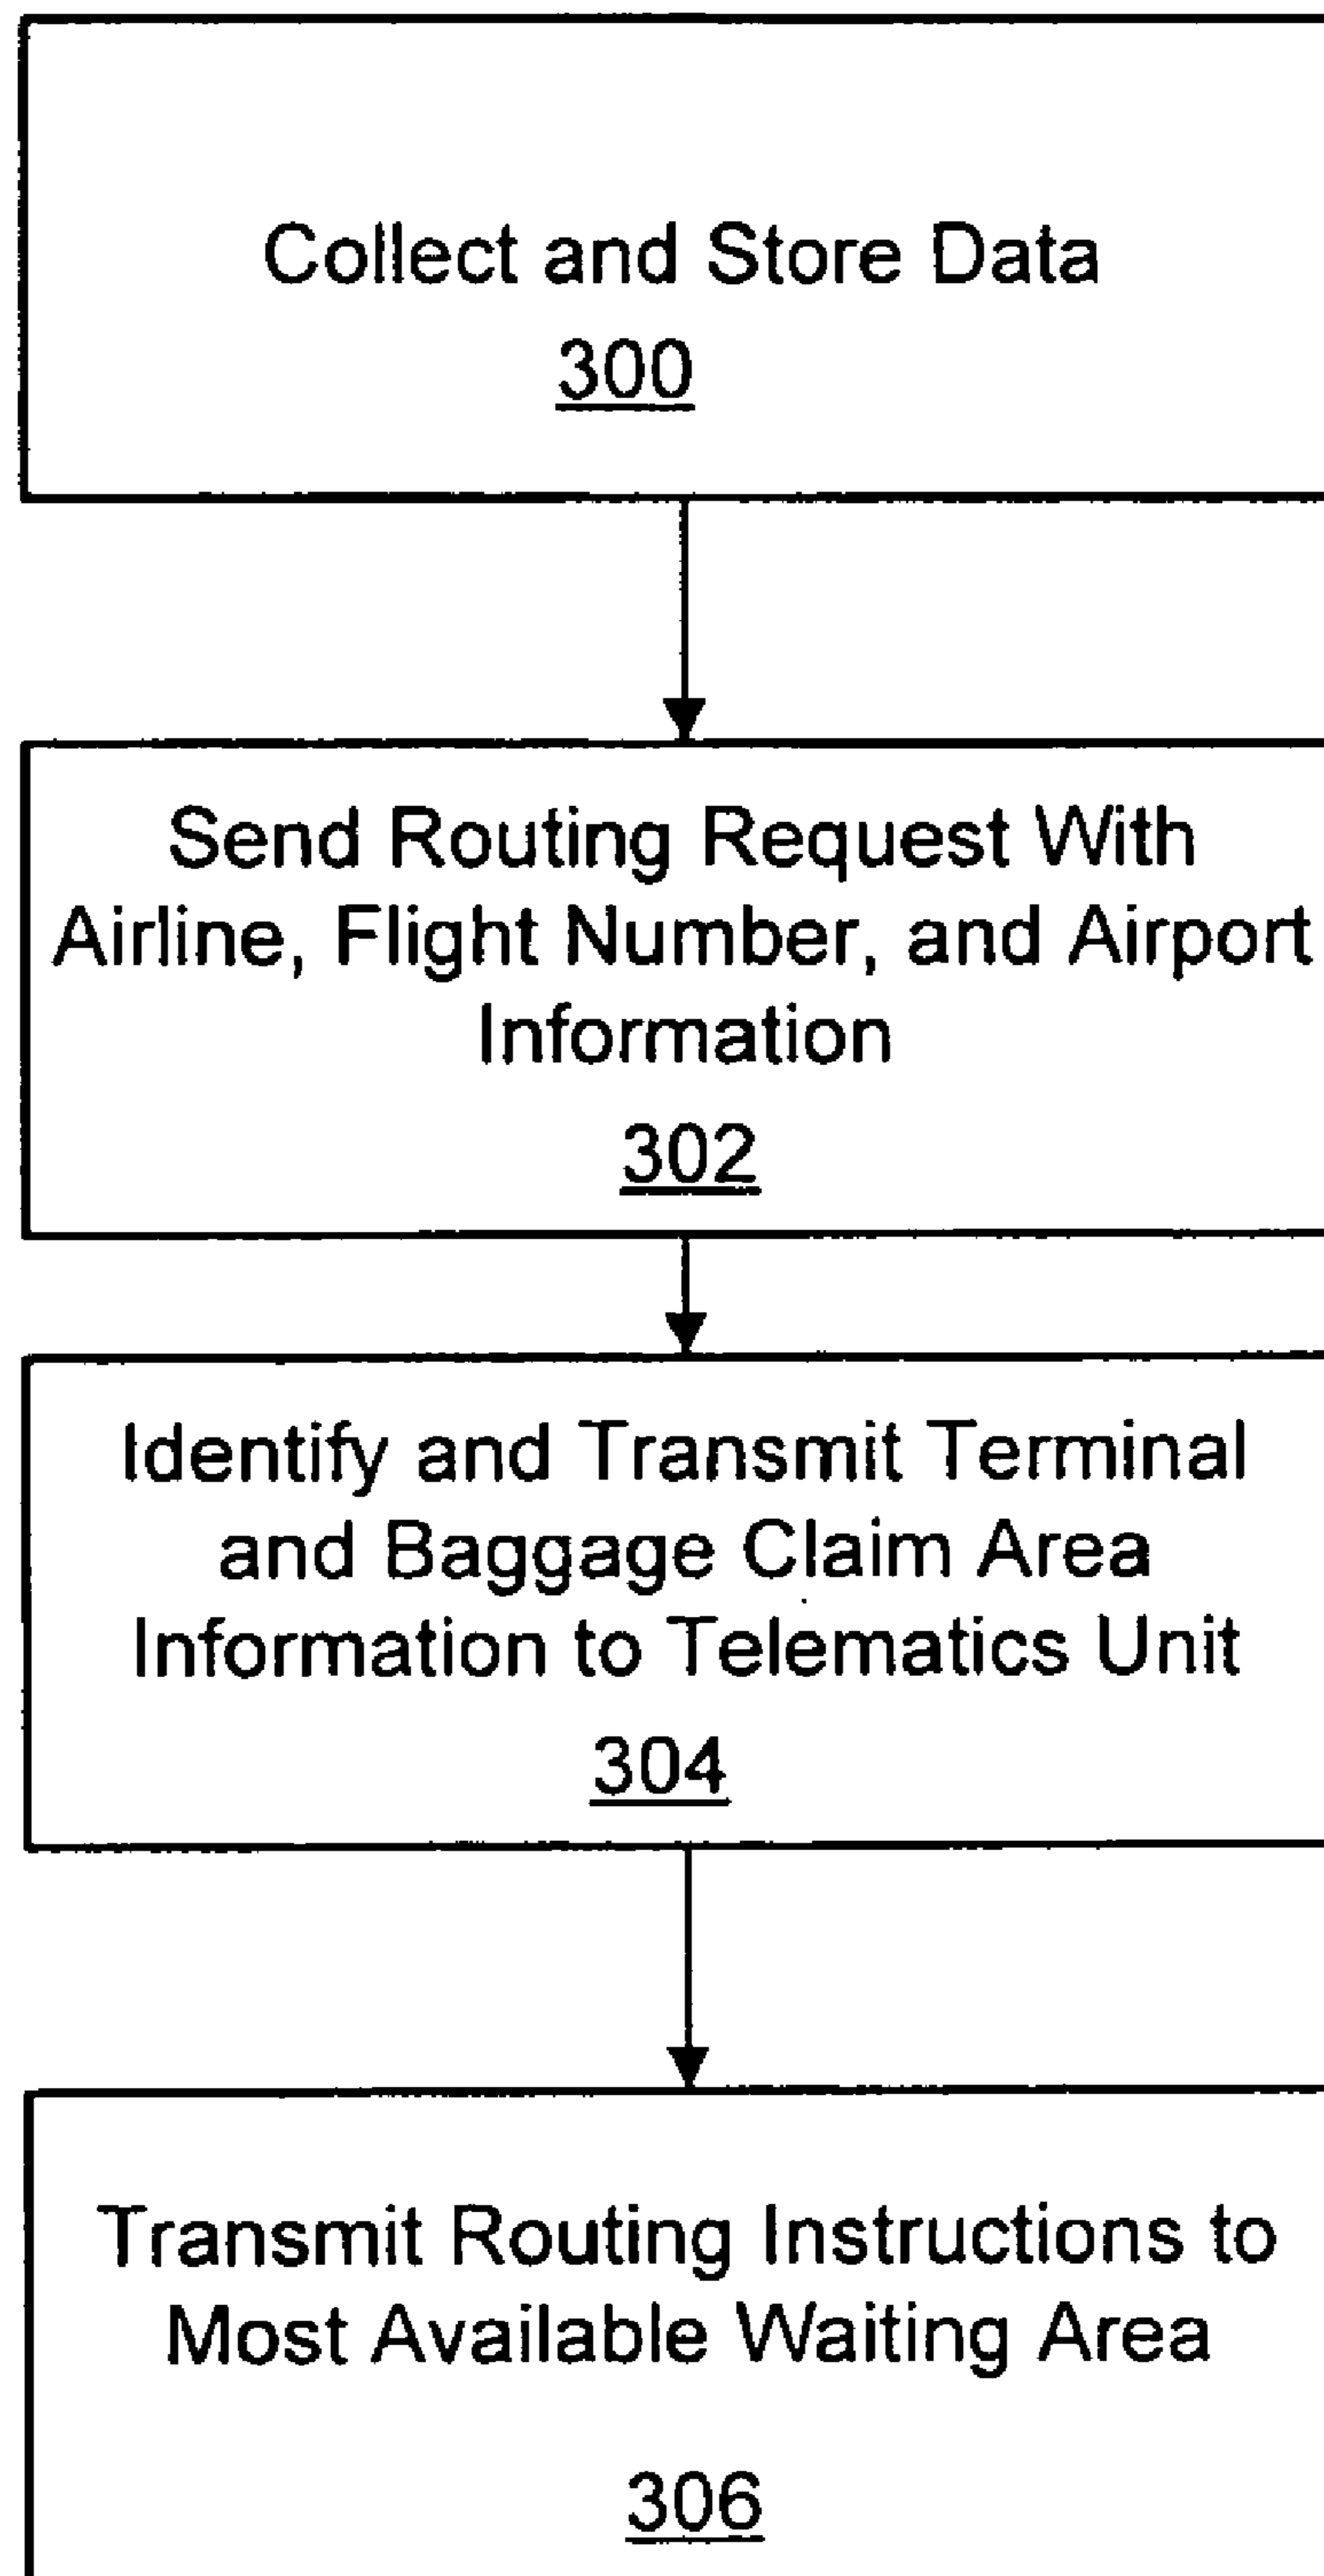 Collect and Store Data
300
Send Routing Request With
Airline, Flight Number, and Airport
Information
302
Identify and Transmit Terminal
and Baggage Claim Area
Information to Telematics Unit
304
Transmit Routing Instructions to
Most Available Waiting Area
306